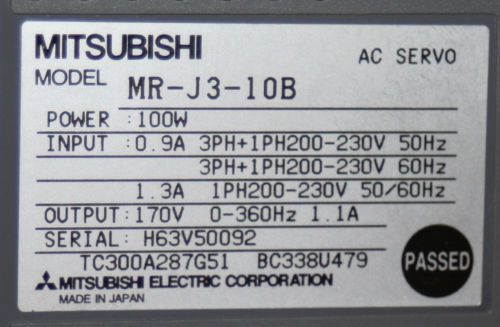 MITSUBISHI AC SERVO
MODEL MR-J3-10B
POWER :100W
INPUT :0.9A 3PH+1PH200-230V 50Hz
3PH+1PH200-230V 60Hz
1.3A 1PH200-230V 50/60Hz
OUTPUT:170V 0-360Hz 1.1A
SERIAL: H63V50092
TC300A287G51 BC338U479
PASSED
MITSUBISHI ELECTRIC CORPORATION
MADE IN JAPAN